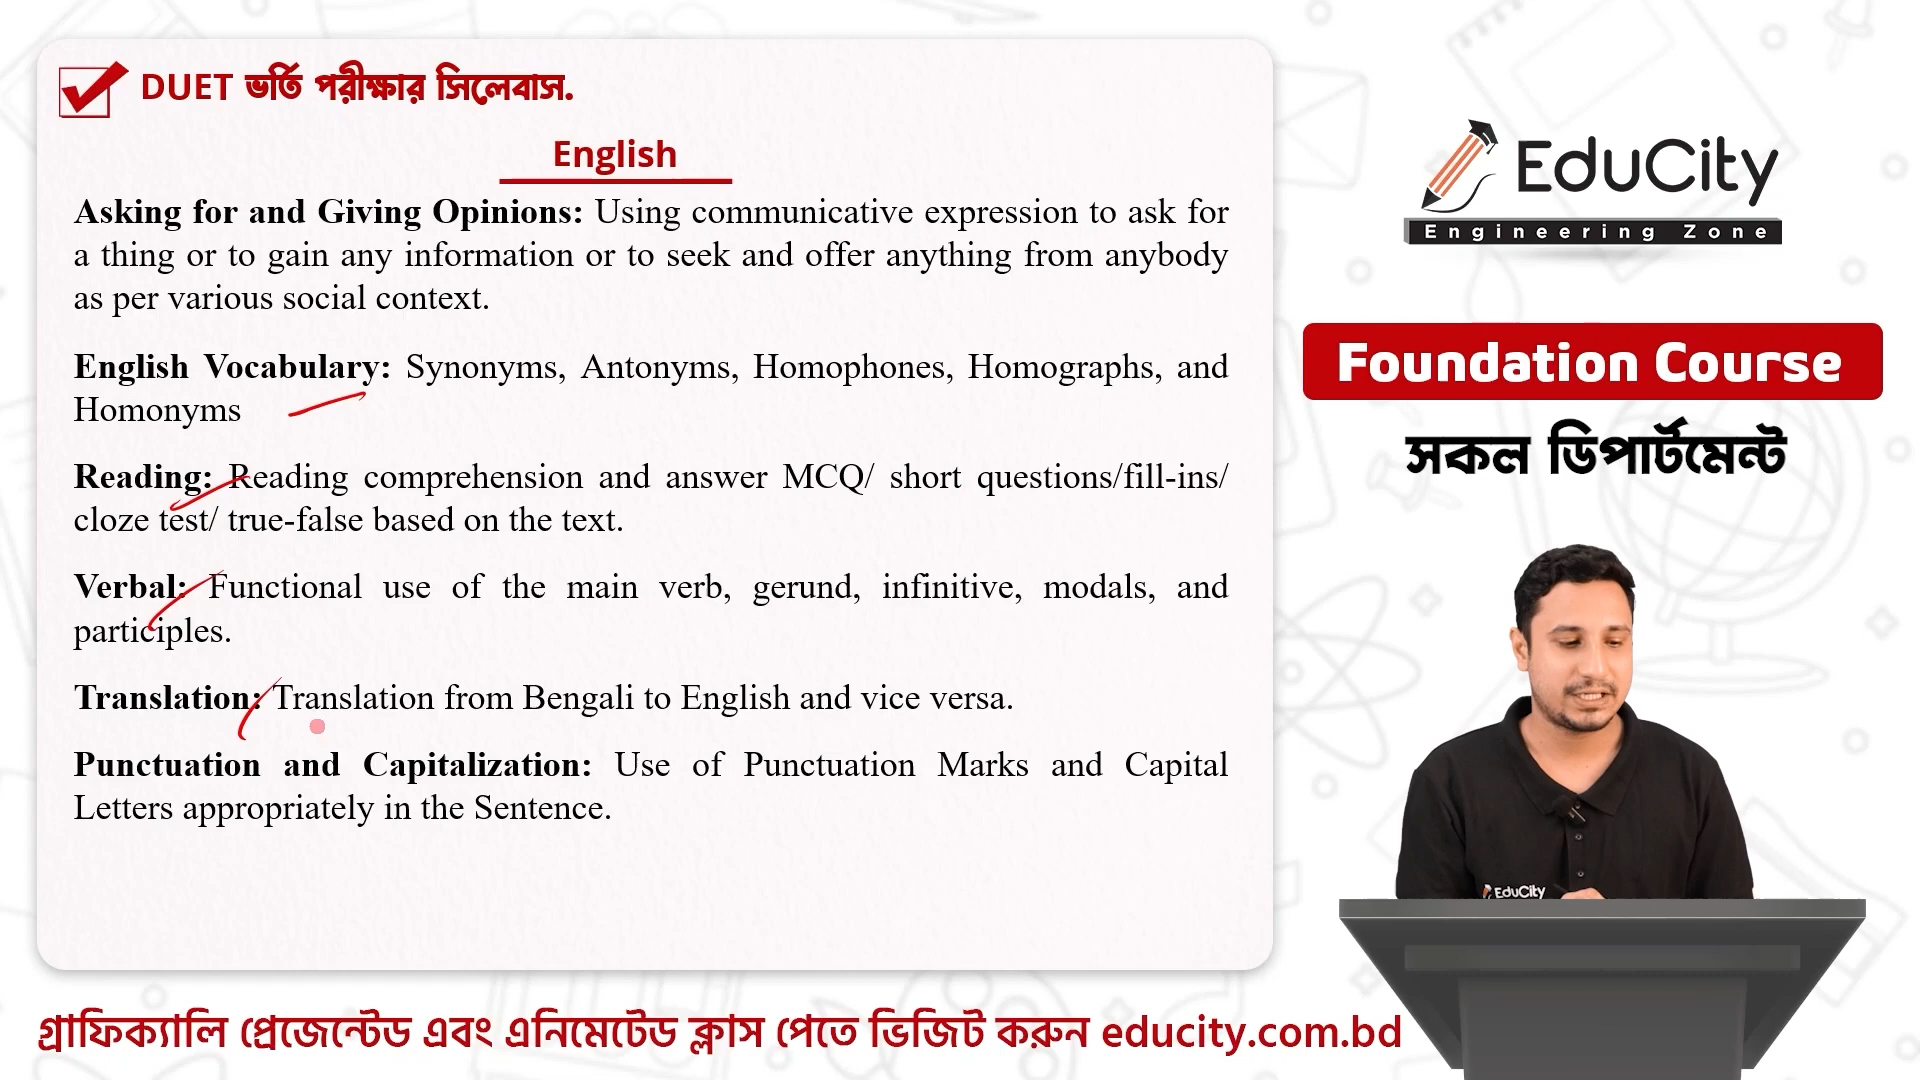 DUET ভর্তি পরীক্ষার সিলেবাস.
English
Asking for and Giving Opinions: Using communicative expression to ask for
a thing or to gain any information or to seek and offer anything from anybody
as per various social context.
English Vocabulary: Synonyms, Antonyms, Homophones, Homographs, and
Homonyms
Reading: Reading comprehension and answer MCQ/ short questions/fill-ins/
cloze test/ true-false based on the text.
Verbal: Functional use of the main verb, gerund, infinitive, modals, and
participles.
Translation: Translation from Bengali to English and vice versa.
Punctuation and Capitalization: Use of Punctuation Marks and Capital
Letters appropriately in the Sentence.
EduCity
Engineering Zone
Foundation Course
সকল ডিপার্টমেন্ট
EduCity
গ্রাফিক্যালি প্রেজেন্টেড এবং এনিমেটেড ক্লাস পেতে ভিজিট করুন educity.com.bd